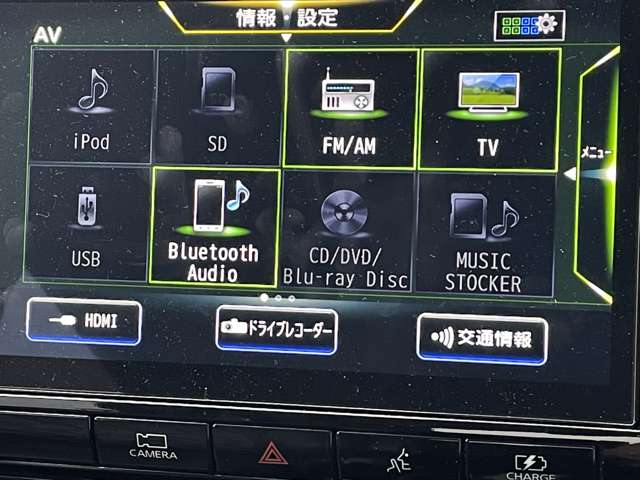 情報・設定
AV
iPod
SD
FM/AM
TV
メニュー
USB
Bluetooth
Audio
CD/DVD/
Blu-ray Disc
MUSIC
STOCKER
HDMI
ドライブレコーダー
交通情報
CAMERA
CHARGE